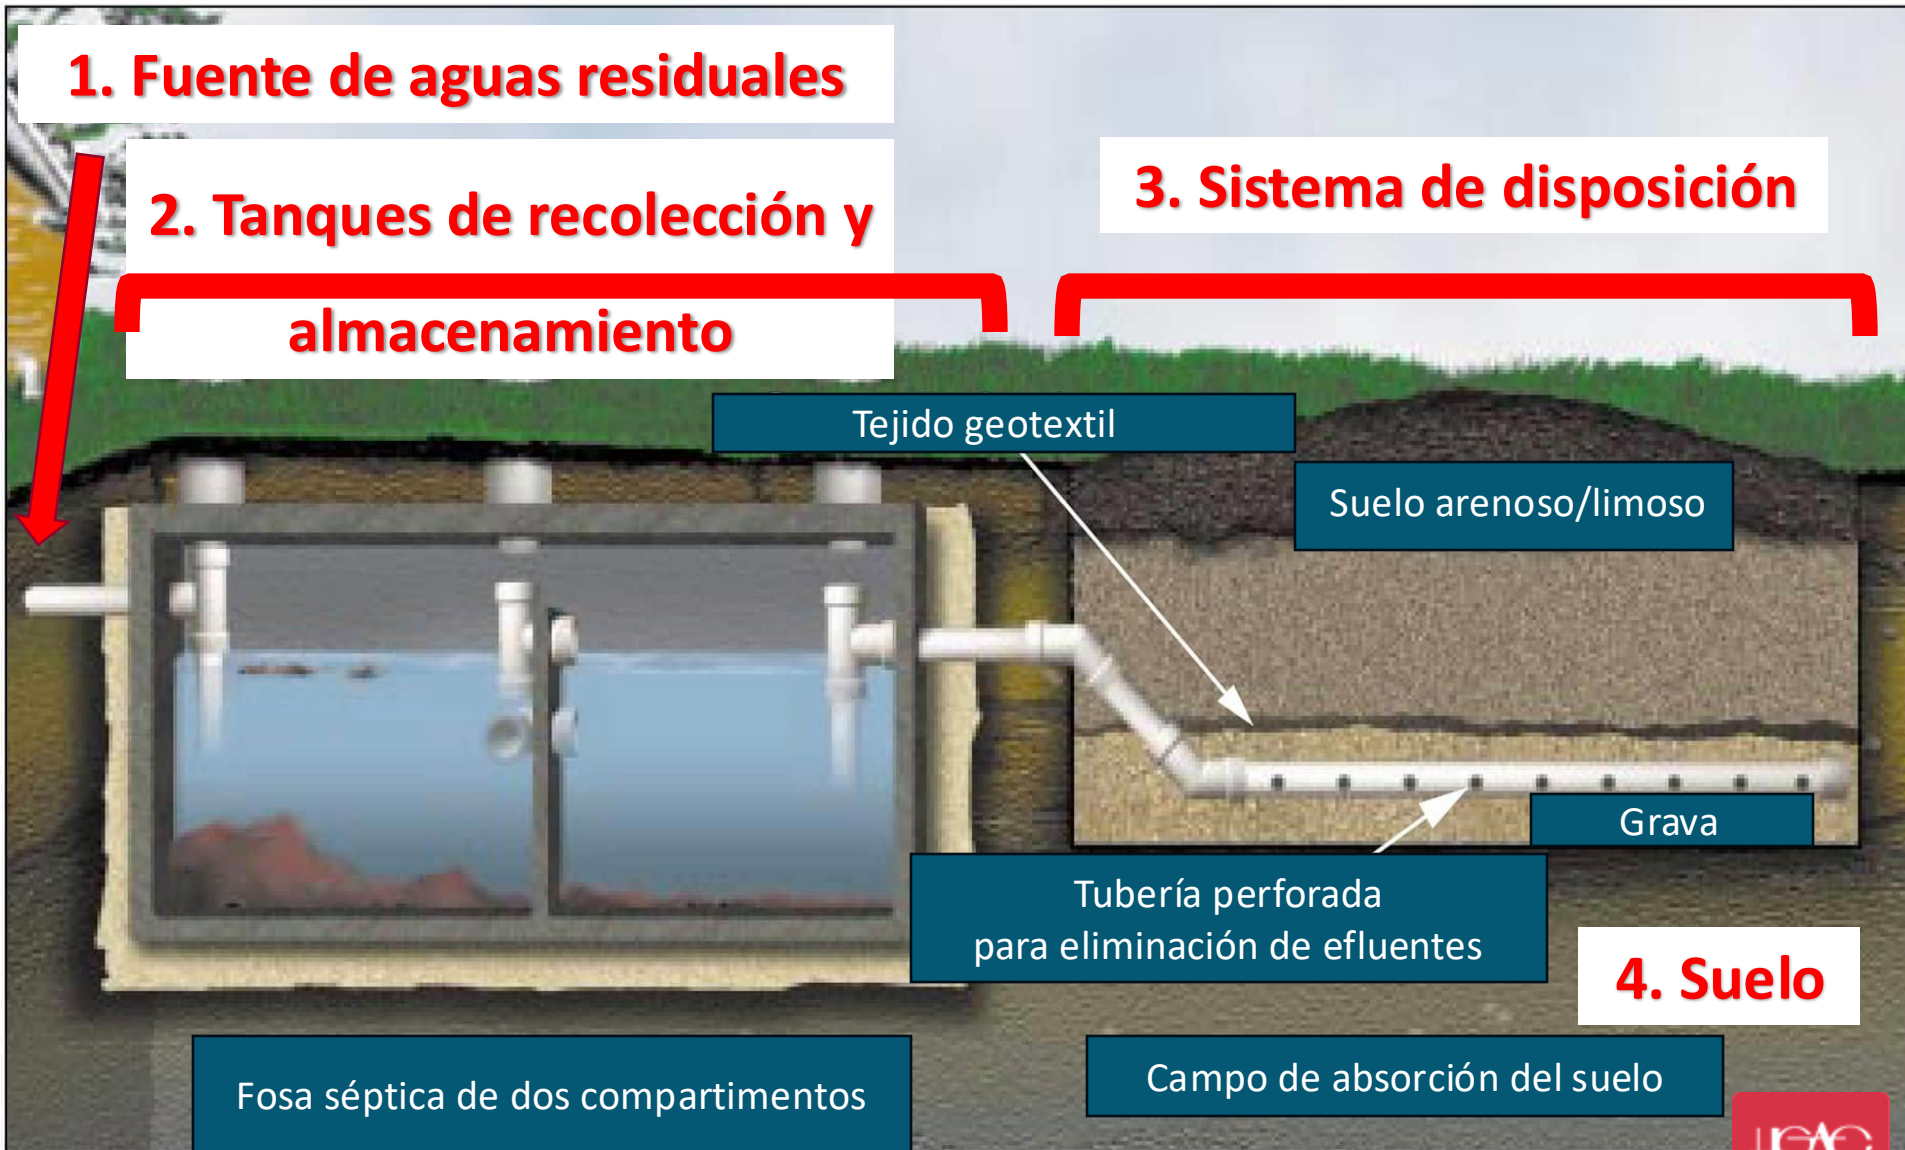 1. Fuente de aguas residuales
2. Tanques de recolección y
almacenamiento
3. Sistema de disposición
Tejido geotextil
Suelo arenoso/limoso
Grava
Tubería perforada
para eliminación de efluentes
4. Suelo
Fosa séptica de dos compartimentos
Campo de absorción del suelo